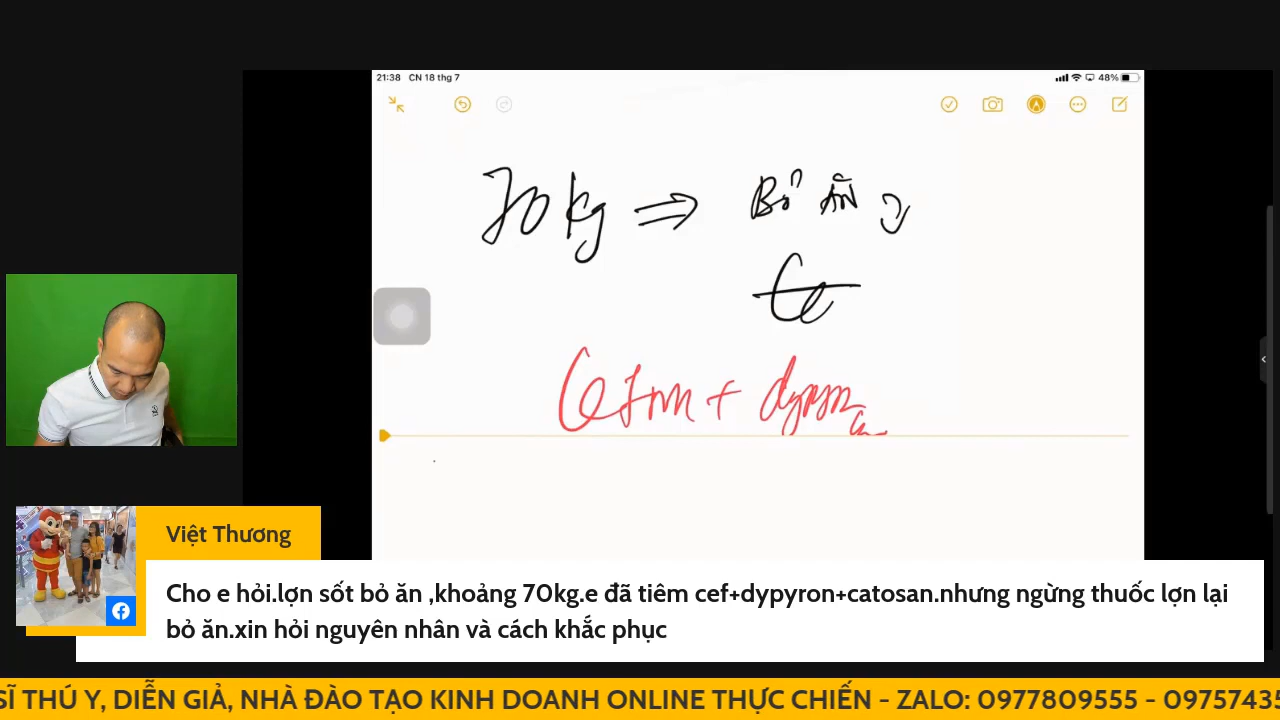 21:38 CN 18 thg 7
48%
70kg ⇒ BỎ ĂN
Việt Thương
Cho e hỏi.lợn sốt bỏ ăn ,khoảng 70kg.e đã tiêm cef+dypyron+catosan.nhưng ngừng thuốc lợn lại
bỏ ăn.xin hỏi nguyên nhân và cách khắc phục
SĨ THÚ Y, DIỄN GIẢ, NHÀ ĐÀO TẠO KINH DOANH ONLINE THỰC CHIẾN - ZALO: 0977809555 - 09757435